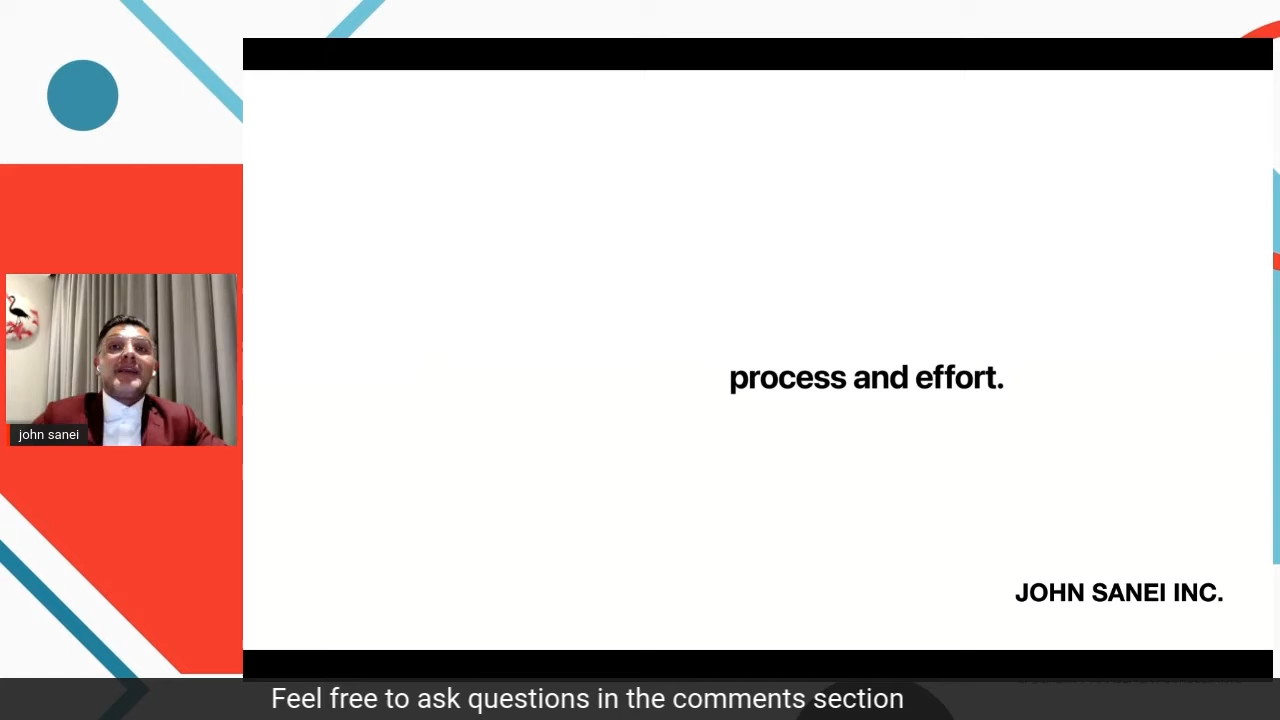 process and effort.
john sanei
JOHN SANEI INC.
Feel free to ask questions in the comments section